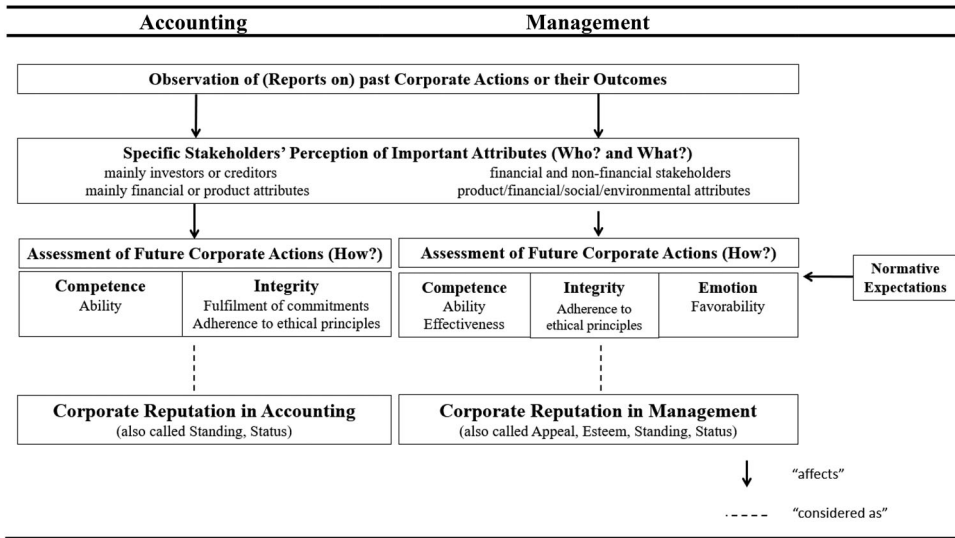 Accounting Management
Observation of (Reports on) past Corporate Actions or their Outcomes
Specific Stakeholders’ Perception of Important Attributes (Who? and What?)
mainly investors or creditors
mainly financial or product attributes
financial and non-financial stakeholders
product/financial/social/environmental attributes
Assessment of Future Corporate Actions (How?)
Competence
Ability
Integrity
Fulfilment of commitments
Adherence to ethical principles
Assessment of Future Corporate Actions (How?)
Competence
Ability
Effectiveness
Integrity
Adherence to
ethical principles
Emotion
Favorability
Normative
Expectations
Corporate Reputation in Accounting
(also called Standing, Status)
Corporate Reputation in Management
(also called Appeal, Esteem, Standing, Status)
“affects”
“considered as”